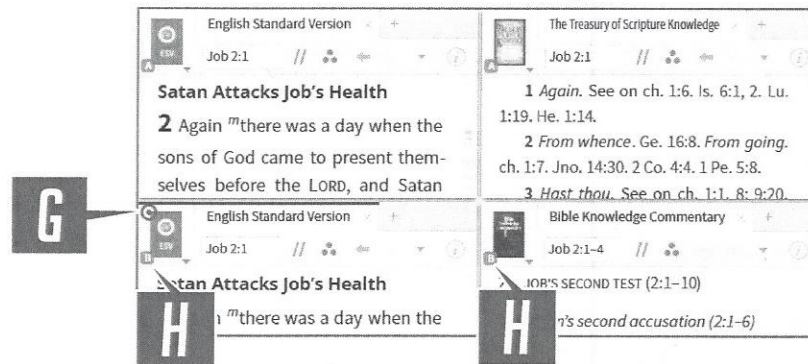 English Standard Version × +
ESV
A
Job 2:1 // i
Satan Attacks Job's Health
2 Again mthere was a day when the
sons of God came to present them-
selves before the LORD, and Satan
The Treasury of Scripture Knowledge × +
A
Job 2:1 // i
1 Again. See on ch. 1:6. Is. 6:1, 2. Lu.
1:19. He. 1:14.
2 From whence. Ge. 16:8. From going.
ch. 1:7. Jno. 14:30. 2 Co. 4:4. 1 Pe. 5:8.
3 Hast thou. See on ch. 1:1, 8; 9:20.
G
C
English Standard Version × +
ESV
B
Job 2:1 // i
Satan Attacks Job's Health
mthere was a day when the
H
Bible Knowledge Commentary × +
B
Job 2:1–4 // i
JOB'S SECOND TEST (2:1–10)
n's second accusation (2:1–6)
H